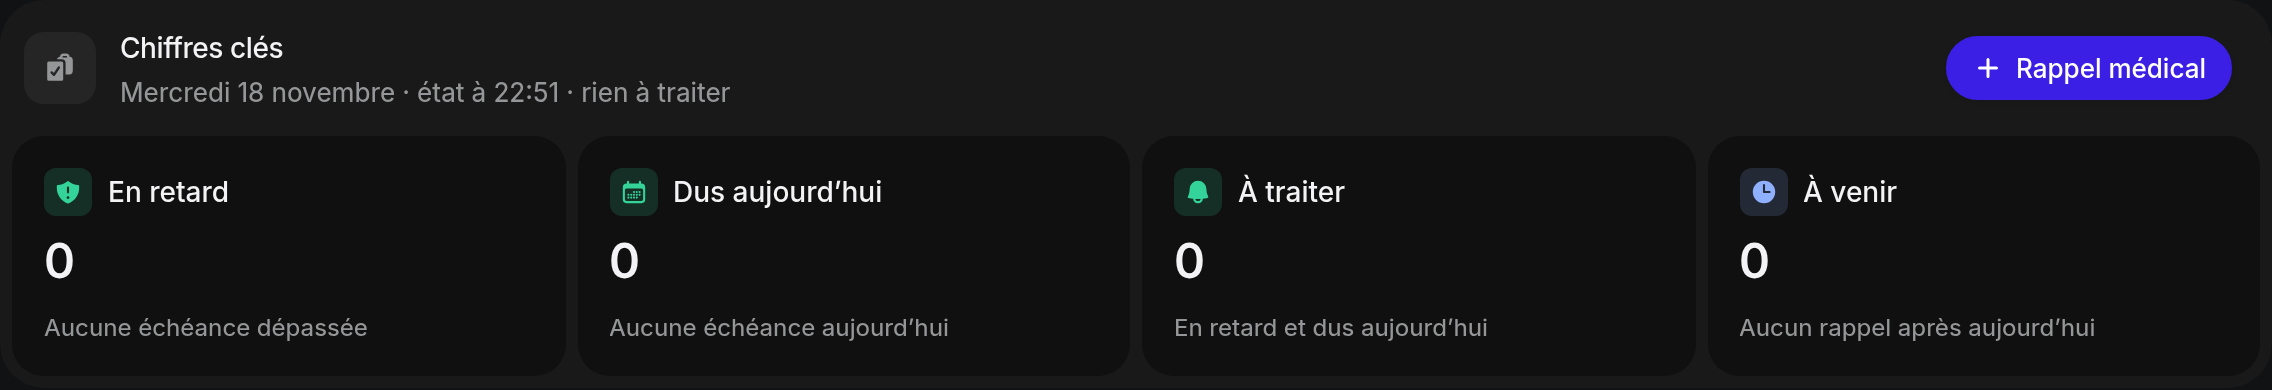 Chiffres clés
Mercredi 18 novembre · état à 22:51 · rien à traiter
Rappel médical
En retard
0
Aucune échéance dépassée
Dus aujourd’hui
0
Aucune échéance aujourd’hui
À traiter
0
En retard et dus aujourd’hui
À venir
0
Aucun rappel après aujourd’hui